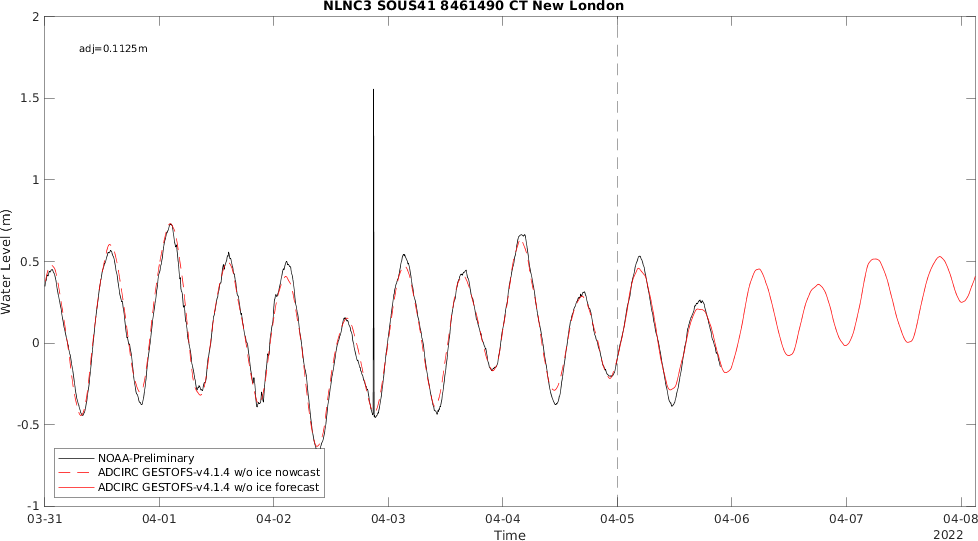 NLNC3 SOUS41 8461490 CT New London
adj=0.1125m
2
1.5
1
0.5
0
-0.5
-1
Water Level (m)
NOAA-Preliminary
ADCIRC GESTOFS-v4.1.4 w/o ice nowcast
ADCIRC GESTOFS-v4.1.4 w/o ice forecast
03-31 04-01 04-02 04-03 04-04 04-05 04-06 04-07 04-08
Time
2022